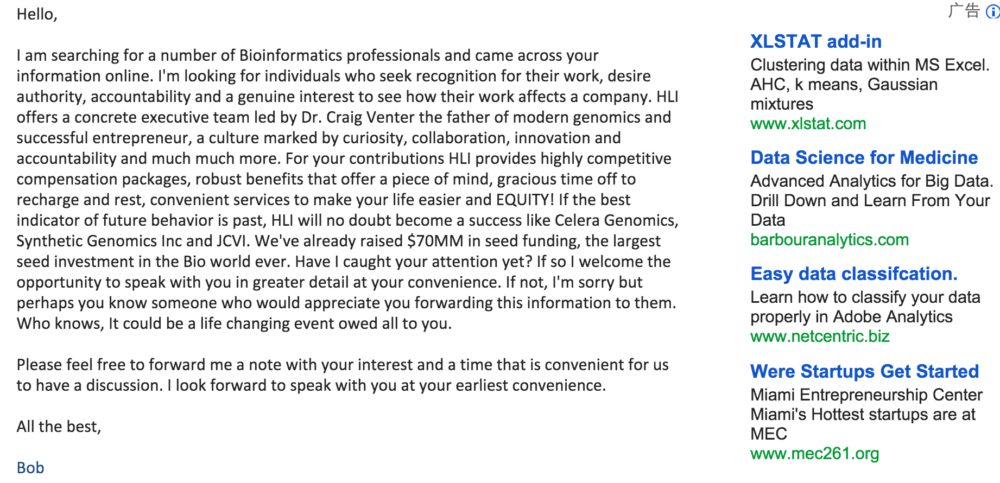 Hello,
I am searching for a number of Bioinformatics professionals and came across your
information online. I'm looking for individuals who seek recognition for their work, desire
authority, accountability and a genuine interest to see how their work affects a company. HLI
offers a concrete executive team led by Dr. Craig Venter the father of modern genomics and
successful entrepreneur, a culture marked by curiosity, collaboration, innovation and
accountability and much much more. For your contributions HLI provides highly competitive
compensation packages, robust benefits that offer a piece of mind, gracious time off to
recharge and rest, convenient services to make your life easier and EQUITY! If the best
indicator of future behavior is past, HLI will no doubt become a success like Celera Genomics,
Synthetic Genomics Inc and JCVI. We've already raised $70MM in seed funding, the largest
seed investment in the Bio world ever. Have I caught your attention yet? If so I welcome the
opportunity to speak with you in greater detail at your convenience. If not, I'm sorry but
perhaps you know someone who would appreciate you forwarding this information to them.
Who knows, It could be a life changing event owed all to you.
Please feel free to forward me a note with your interest and a time that is convenient for us
to have a discussion. I look forward to speak with you at your earliest convenience.
All the best,
Bob
广告
XLSTAT add-in
Clustering data within MS Excel.
AHC, k means, Gaussian
mixtures
www.xlstat.com
Data Science for Medicine
Advanced Analytics for Big Data.
Drill Down and Learn From Your
Data
barbouranalytics.com
Easy data classifcation.
Learn how to classify your data
properly in Adobe Analytics
www.netcentric.biz
Were Startups Get Started
Miami Entrepreneurship Center
Miami's Hottest startups are at
MEC
www.mec261.org